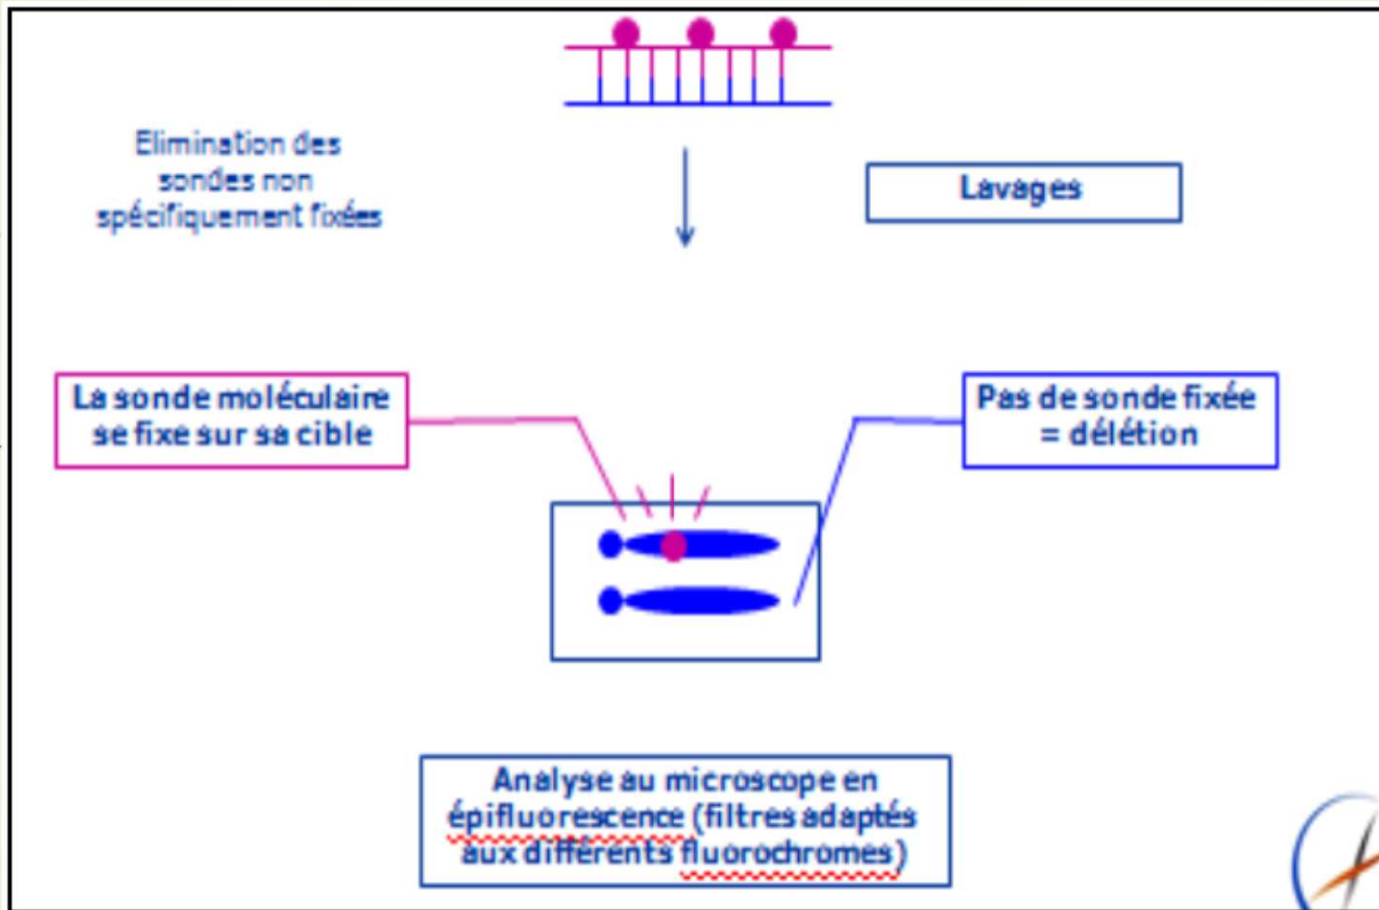 Elimination des
sondes non
spécifiquement fixées
Lavages
La sonde moléculaire
se fixe sur sa cible
Pas de sonde fixée
= délétion
Analyse au microscope en
épifluorescence (filtres adaptés
aux différents fluorochromes)